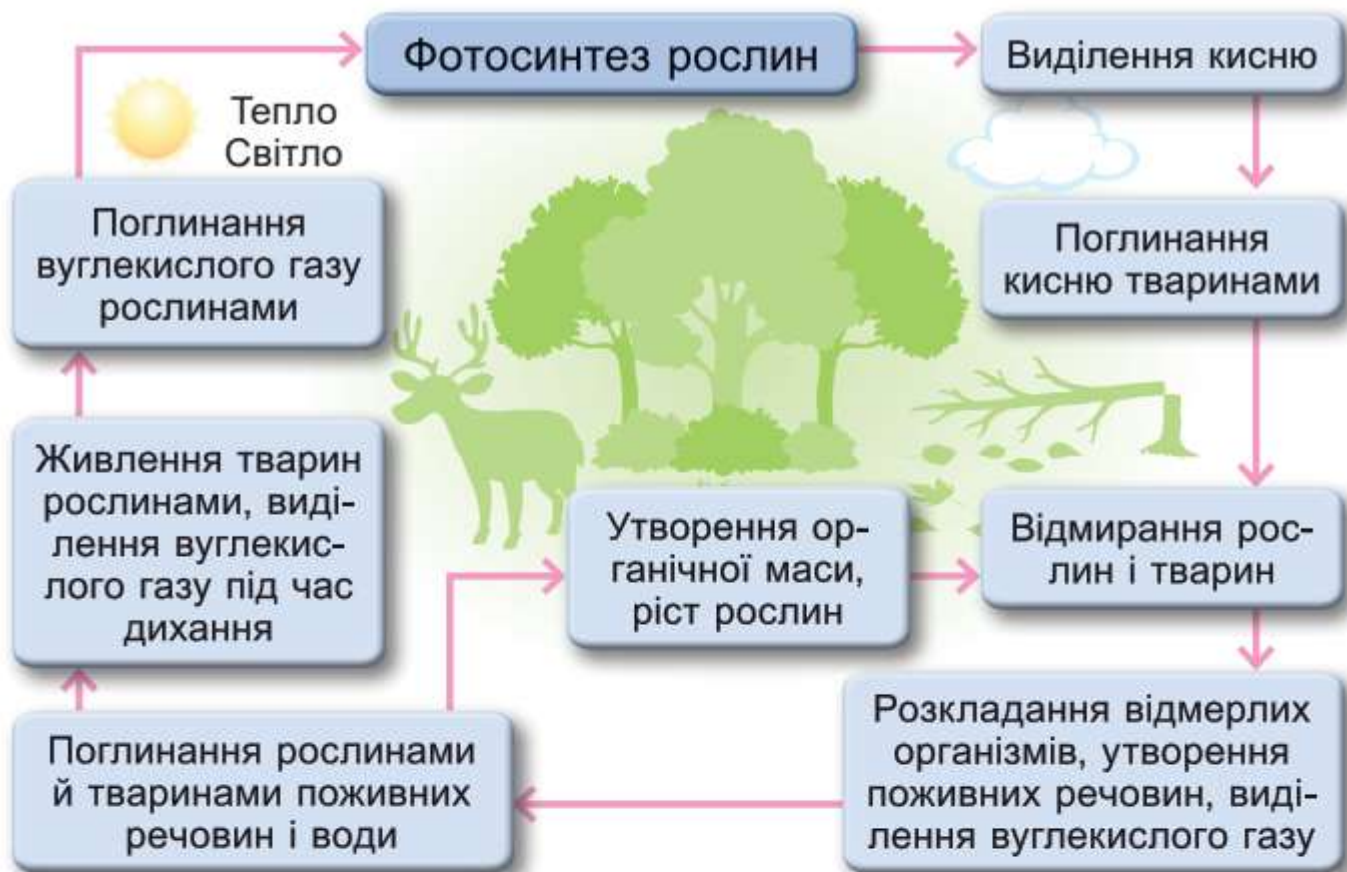 Фотосинтез рослин
Виділення кисню
Тепло
Світло
Поглинання
вуглекислого газу
рослинами
Поглинання
кисню тваринами
Живлення тварин
рослинами, виді-
лення вуглекис-
лого газу під час
дихання
Утворення ор-
ганічної маси,
ріст рослин
Відмирання рос-
лин і тварин
Поглинання рослинами
й тваринами поживних
речовин і води
Розкладання відмерлих
організмів, утворення
поживних речовин, виді-
лення вуглекислого газу